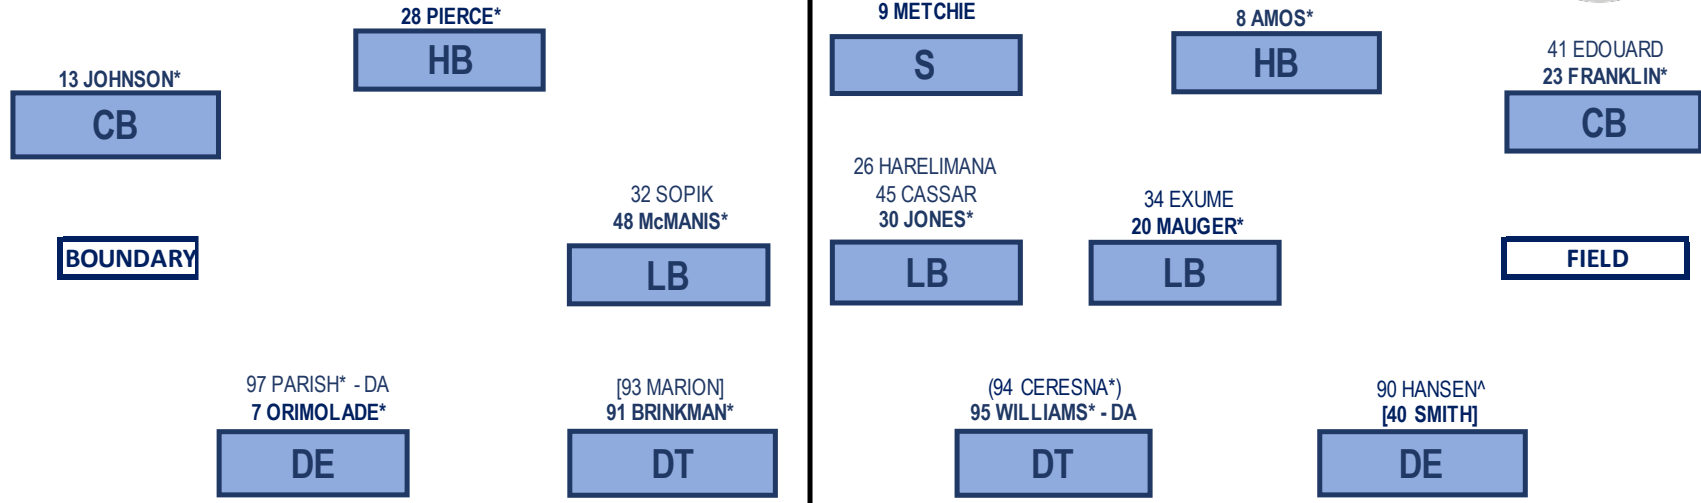 28 PIERCE*
HB
13 JOHNSON*
CB
9 METCHIE
S
8 AMOS*
HB
41 EDOUARD
23 FRANKLIN*
CB
32 SOPIK
48 McMANIS*
LB
26 HARELIMANA
45 CASSAR
30 JONES*
LB
34 EXUME
20 MAUGER*
LB
BOUNDARY
FIELD
97 PARISH* - DA
7 ORIMOLADE*
DE
[93 MARION]
91 BRINKMAN*
DT
(94 CERESNA*)
95 WILLIAMS* - DA
DT
90 HANSEN^
[40 SMITH]
DE